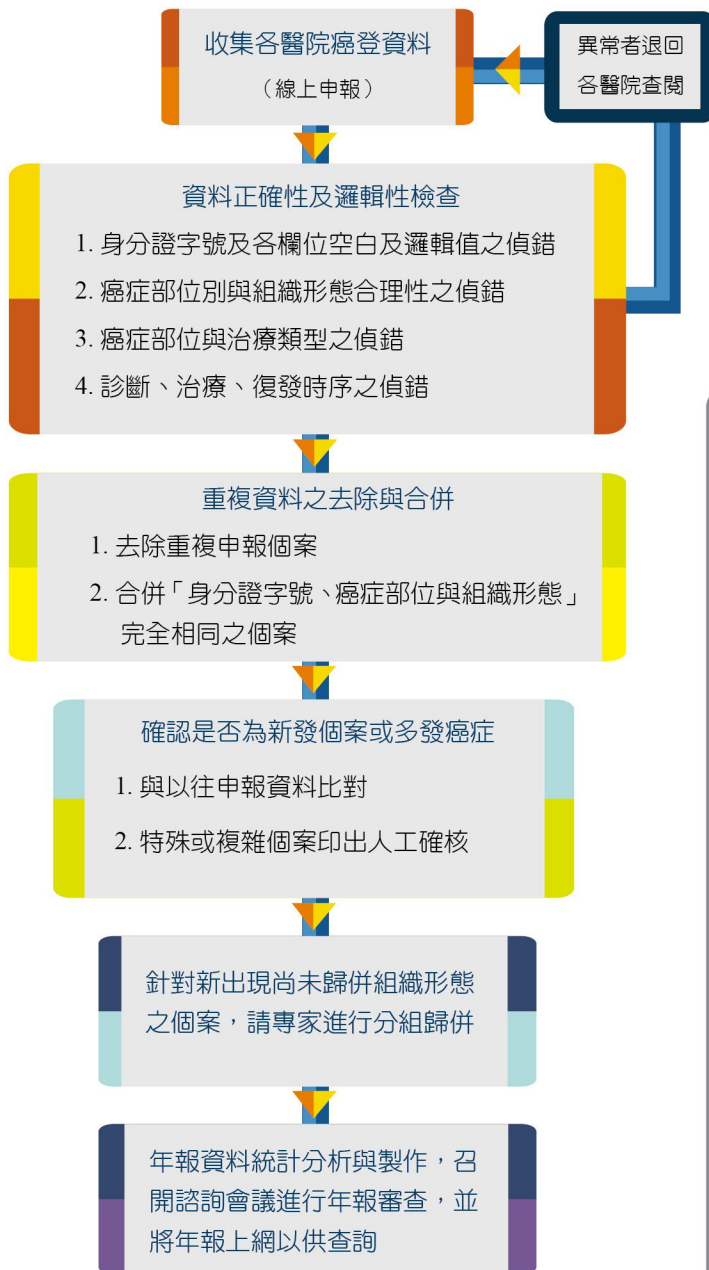 收集各醫院癌登資料
（線上申報）
異常者退回
各醫院查閱
資料正確性及邏輯性檢查
1. 身分證字號及各欄位空白及邏輯值之偵錯
2. 癌症部位別與組織形態合理性之偵錯
3. 癌症部位與治療類型之偵錯
4. 診斷、治療、復發時序之偵錯
重複資料之去除與合併
1. 去除重複申報個案
2. 合併「身分證字號、癌症部位與組織形態」
完全相同之個案
確認是否為新發個案或多發癌症
1. 與以往申報資料比對
2. 特殊或複雜個案印出人工確核
針對新出現尚未歸併組織形態
之個案，請專家進行分組歸併
年報資料統計分析與製作，召
開諮詢會議進行年報審查，並
將年報上網以供查詢